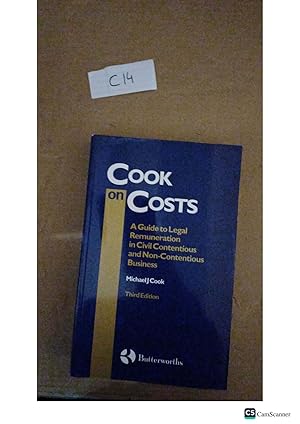 C14
COOK
on COSTS
A Guide to Legal
Remuneration
in Civil Contentious
and Non-Contentious
Business
Michael J Cook
Third Edition
Butterworths
CS CamScanner